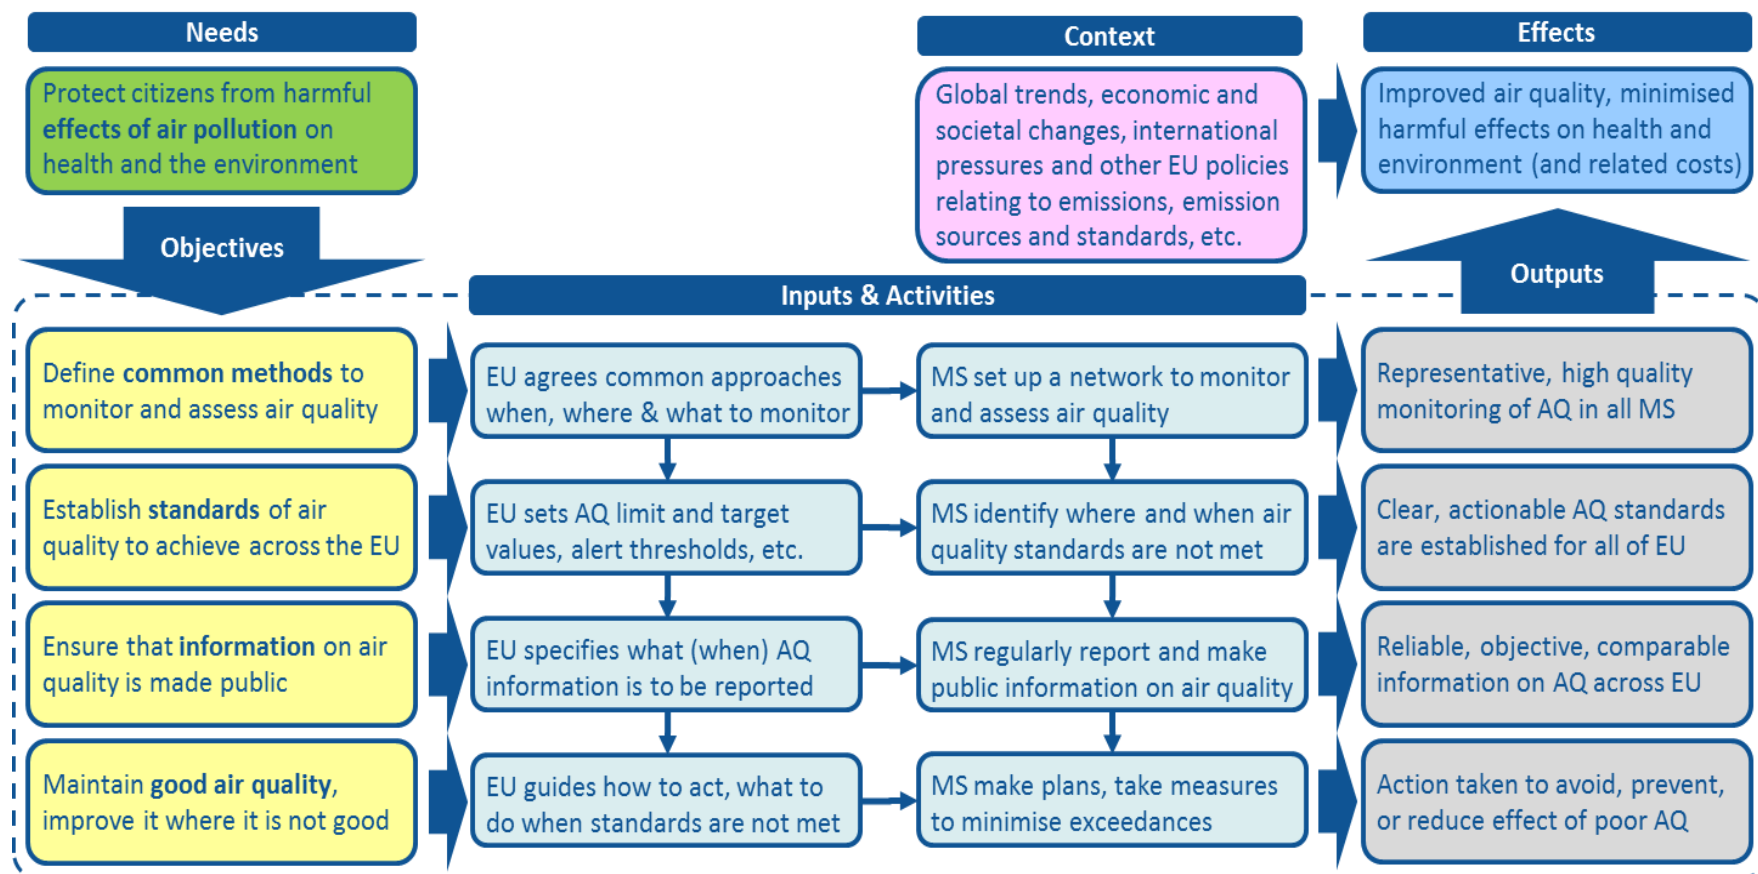 Needs
Protect citizens from harmful
effects of air pollution on
health and the environment
Objectives
Context
Global trends, economic and
societal changes, international
pressures and other EU policies
relating to emissions, emission
sources and standards, etc.
Effects
Improved air quality, minimised
harmful effects on health and
environment (and related costs)
Outputs
Inputs & Activities
Define common methods to
monitor and assess air quality
EU agrees common approaches
when, where & what to monitor
MS set up a network to monitor
and assess air quality
Representative, high quality
monitoring of AQ in all MS
Establish standards of air
quality to achieve across the EU
EU sets AQ limit and target
values, alert thresholds, etc.
MS identify where and when air
quality standards are not met
Clear, actionable AQ standards
are established for all of EU
Ensure that information on air
quality is made public
EU specifies what (when) AQ
information is to be reported
MS regularly report and make
public information on air quality
Reliable, objective, comparable
information on AQ across EU
Maintain good air quality,
improve it where it is not good
EU guides how to act, what to
do when standards are not met
MS make plans, take measures
to minimise exceedances
Action taken to avoid, prevent,
or reduce effect of poor AQ